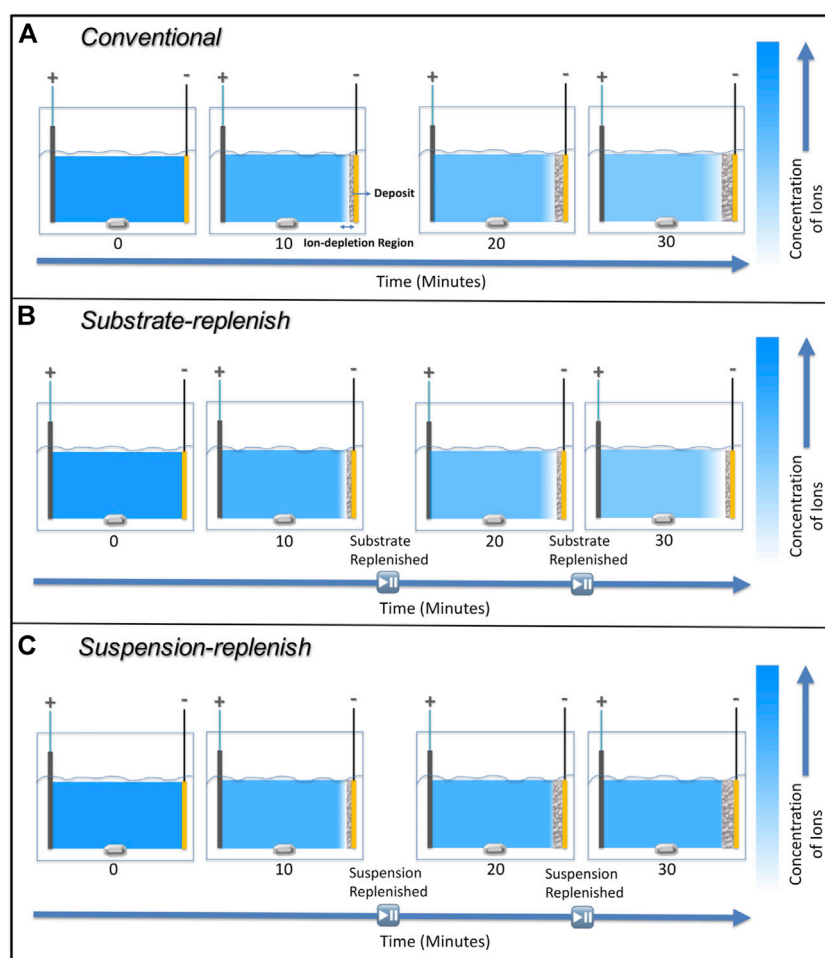 A
Conventional
+
-
+
-
+
-
+
-
Deposit
0
10
Ion-depletion Region
20
30
Time (Minutes)
Concentration
of Ions
B
Substrate-replenish
+
-
+
-
+
-
+
-
0
10
Substrate
Replenished
20
Substrate
Replenished
30
Time (Minutes)
Concentration
of Ions
C
Suspension-replenish
+
-
+
-
+
-
+
-
0
10
Suspension
Replenished
20
Suspension
Replenished
30
Time (Minutes)
Concentration
of Ions